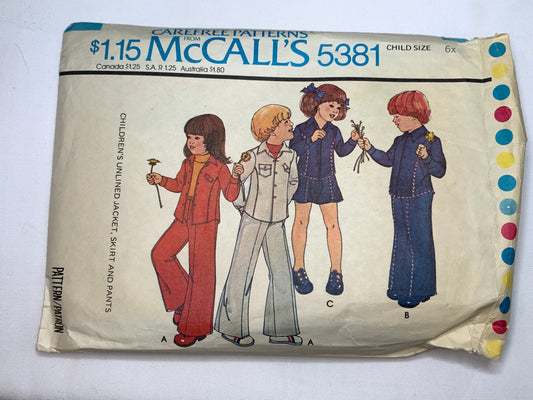 CAREFREE PATTERNS
FROM
$1.15 McCALL'S 5381 CHILD SIZE 6x
Canada $1.25 S.A. R 1.25 Australia $1.80
CHILDREN'S UNLINED JACKET, SKIRT AND PANTS
PATTERN/PATRON
A
A
C
B